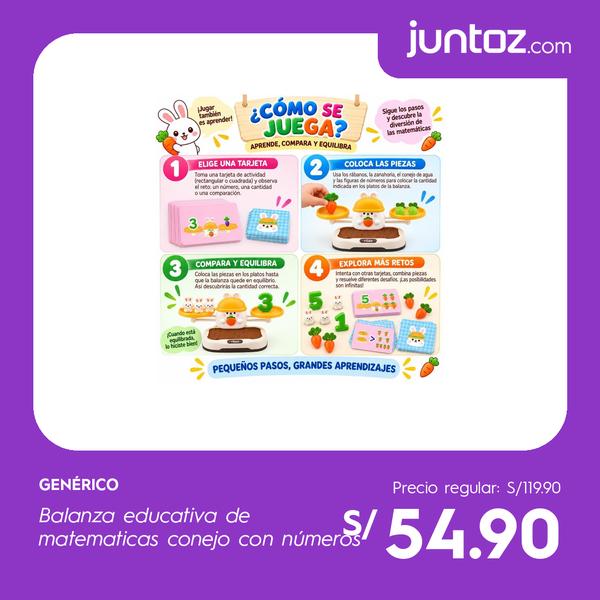 juntoz.com
¡Jugar
también
es aprender!
¿CÓMO SE
JUEGA?
APRENDE, COMPARA Y EQUILIBRA
Sigue los pasos
y descubre la
diversión de
las matemáticas
1 ELIGE UNA TARJETA
Toma una tarjeta de actividad
(rectangular o cuadrada) y observa
el reto: un número, una cantidad
o una comparación.
3
2 COLOCA LAS PIEZAS
Usa los rábanos, la zanahoria, el conejo de agua
y las figuras de números para colocar la cantidad
indicada en los platos de la balanza.
3 COMPARA Y EQUILIBRA
Coloca las piezas en los platos hasta
que la balanza quede en equilibrio.
Así descubrirás la cantidad correcta.
3
¡Cuando está
equilibrada,
lo hiciste bien!
4 EXPLORA MÁS RETOS
Intenta con otras tarjetas, combina piezas
y resuelve diferentes desafíos. ¡Las posibilidades
son infinitas!
5
5
1
>
PEQUEÑOS PASOS, GRANDES APRENDIZAJES
GENÉRICO
Balanza educativa de
matematicas conejo con números
Precio regular: S/119.90
S/ 54.90